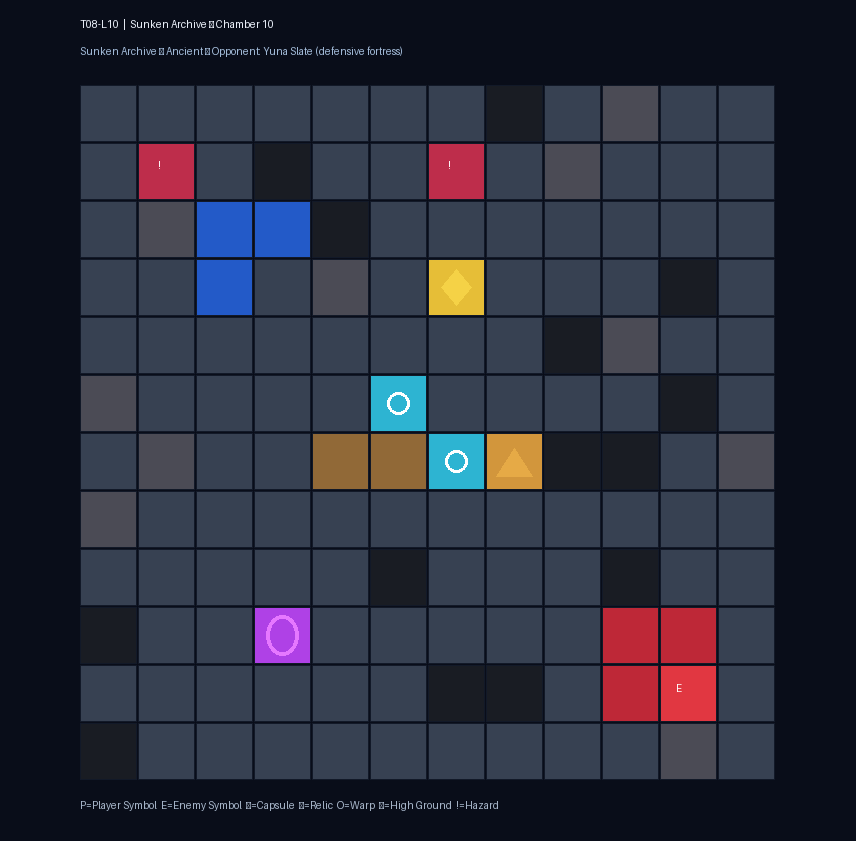 T08-L10 | Sunken Archive □ Chamber 10
Sunken Archive □ Ancient □ Opponent: Yuna Slate (defensive fortress)
!
!
E
P=Player Symbol E=Enemy Symbol □=Capsule □=Relic O=Warp □=High Ground !=Hazard